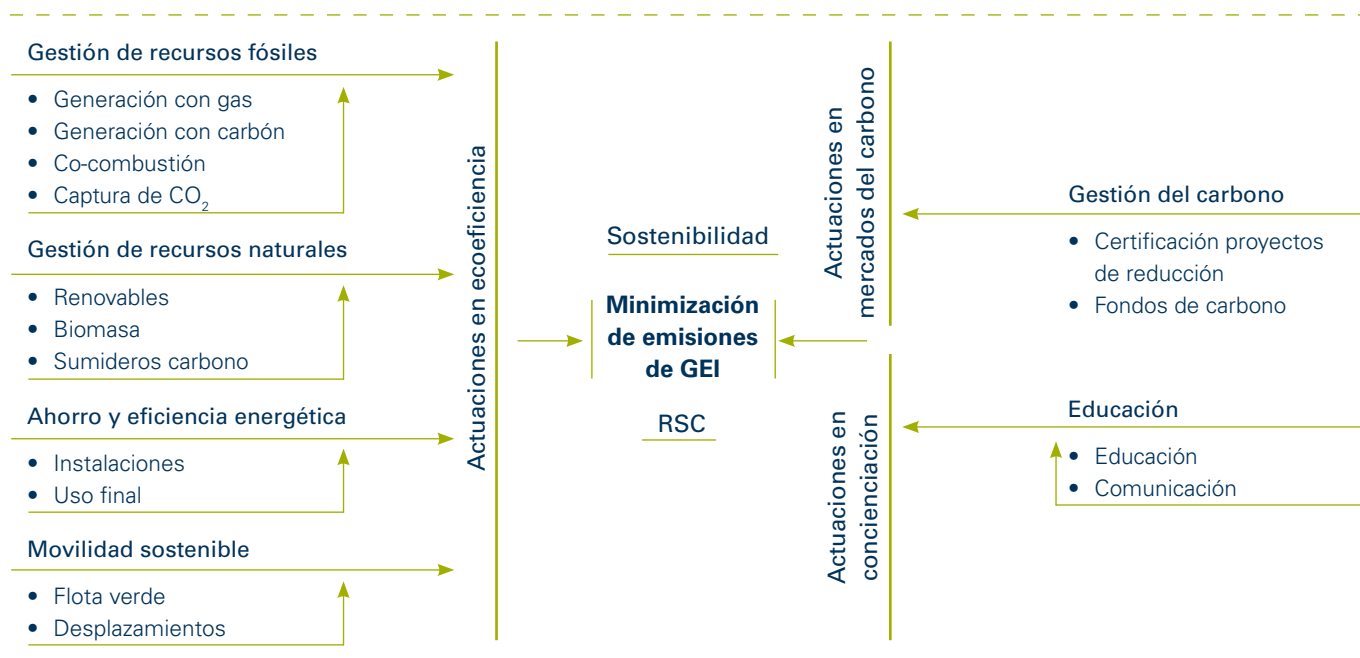 Gestión de recursos fósiles
• Generación con gas
• Generación con carbón
• Co-combustión
• Captura de CO₂
Gestión de recursos naturales
• Renovables
• Biomasa
• Sumideros carbono
Ahorro y eficiencia energética
• Instalaciones
• Uso final
Movilidad sostenible
• Flota verde
• Desplazamientos
Actuaciones en ecoeficiencia
Sostenibilidad
Minimización
de emisiones
de GEI
RSC
Actuaciones en
mercados del carbono
Actuaciones en
concienciación
Gestión del carbono
• Certificación proyectos
de reducción
• Fondos de carbono
Educación
• Educación
• Comunicación